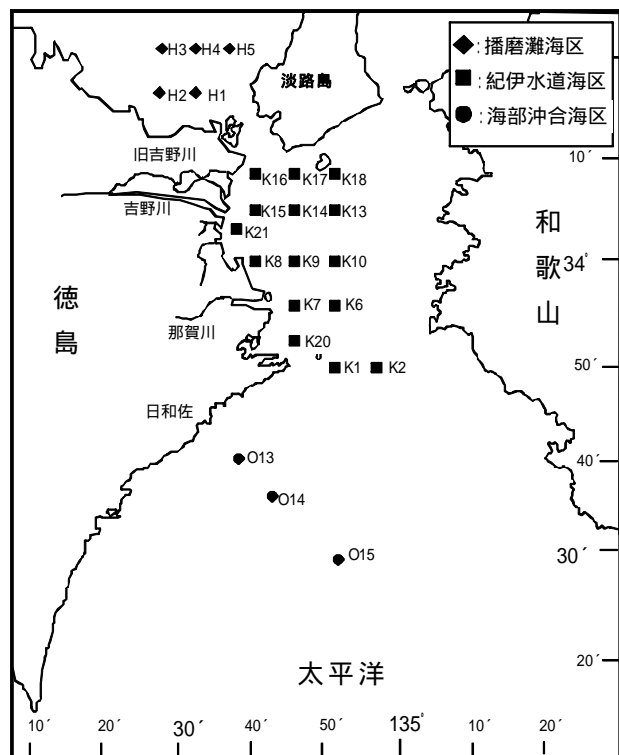 ◆:播磨灘海区
■:紀伊水道海区
●:海部沖合海区
H3 H4 H5
H2 H1
淡路島
旧吉野川
10´
K16 K17 K18
吉野川
K15 K14 K13
K21
和歌山
K8 K9 K10
34°
徳島
K7 K6
那賀川
K20
K1 K2
50´
日和佐
O13
40´
O14
O15
30´
20´
太平洋
10´ 20´ 30´ 40´ 50´ 135° 10´ 20´